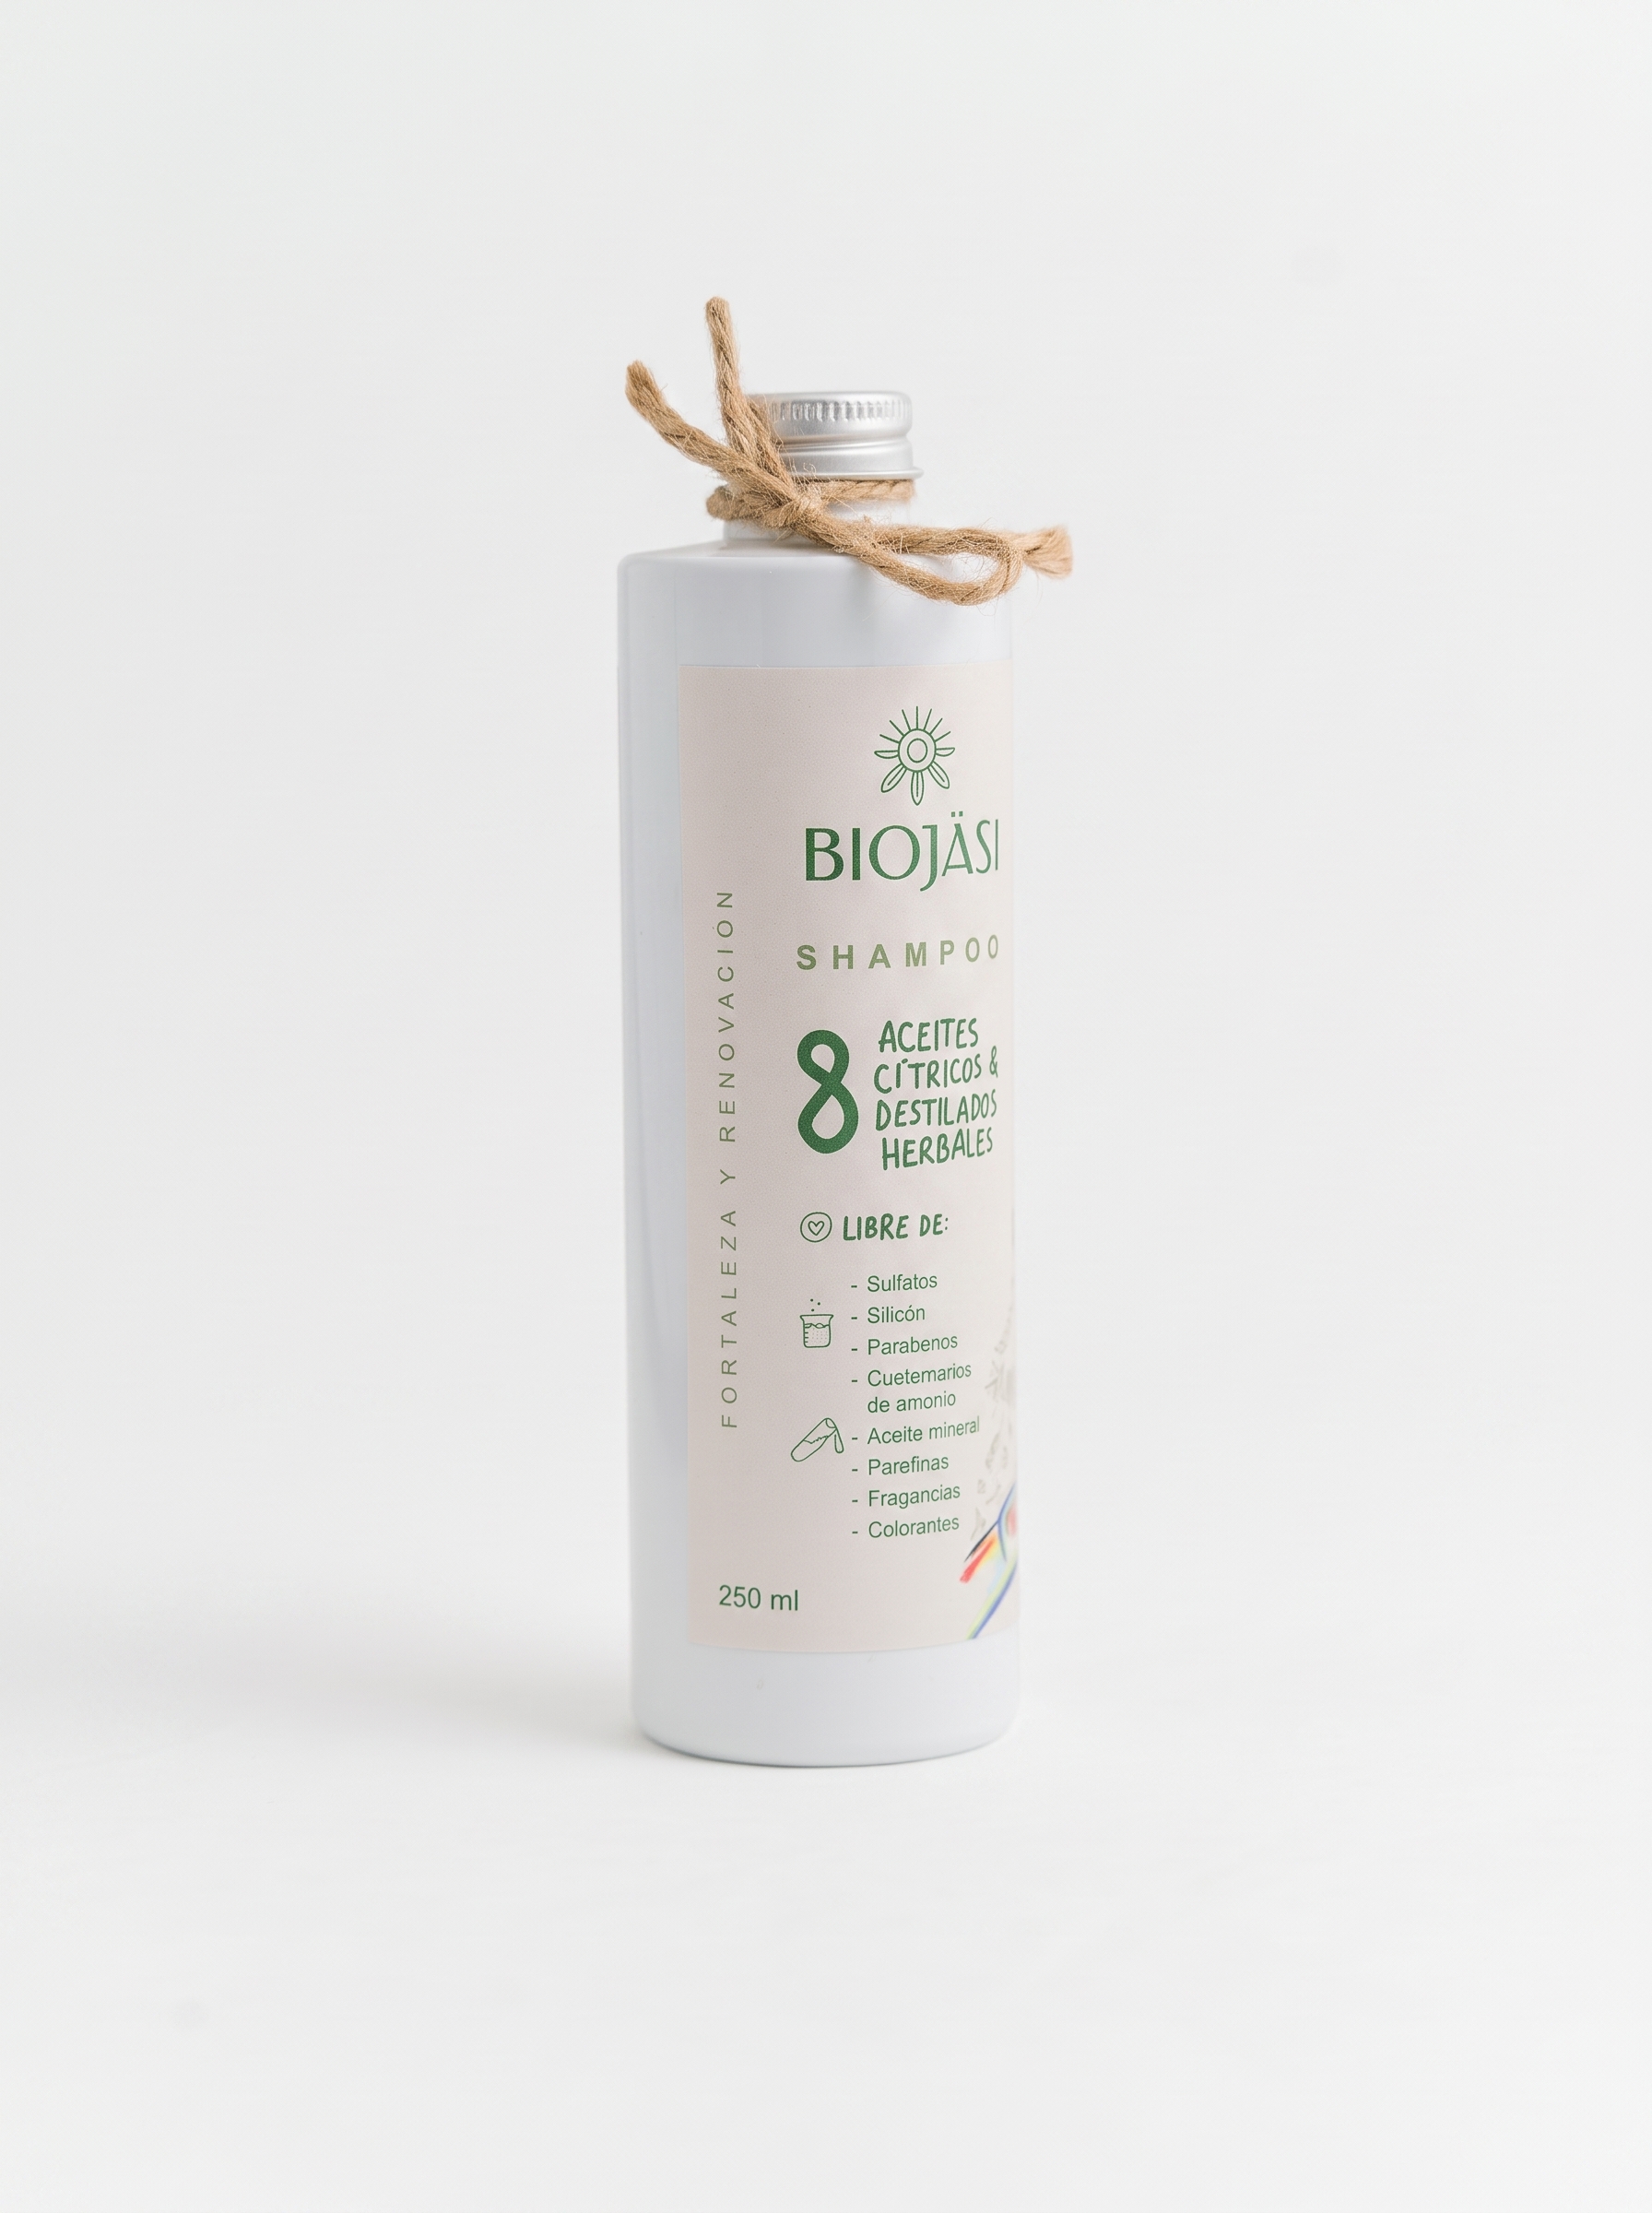 BIOJÄSI
SHAMPOO
8
ACEITES
CÍTRICOS &
DESTILADOS
HERBALES
LIBRE DE:
- Sulfatos
- Silicón
- Parabenos
- Cuetemarios
de amonio
- Aceite mineral
- Parefinas
- Fragancias
- Colorantes
250 ml
FORTALEZA Y RENOVACIÓN